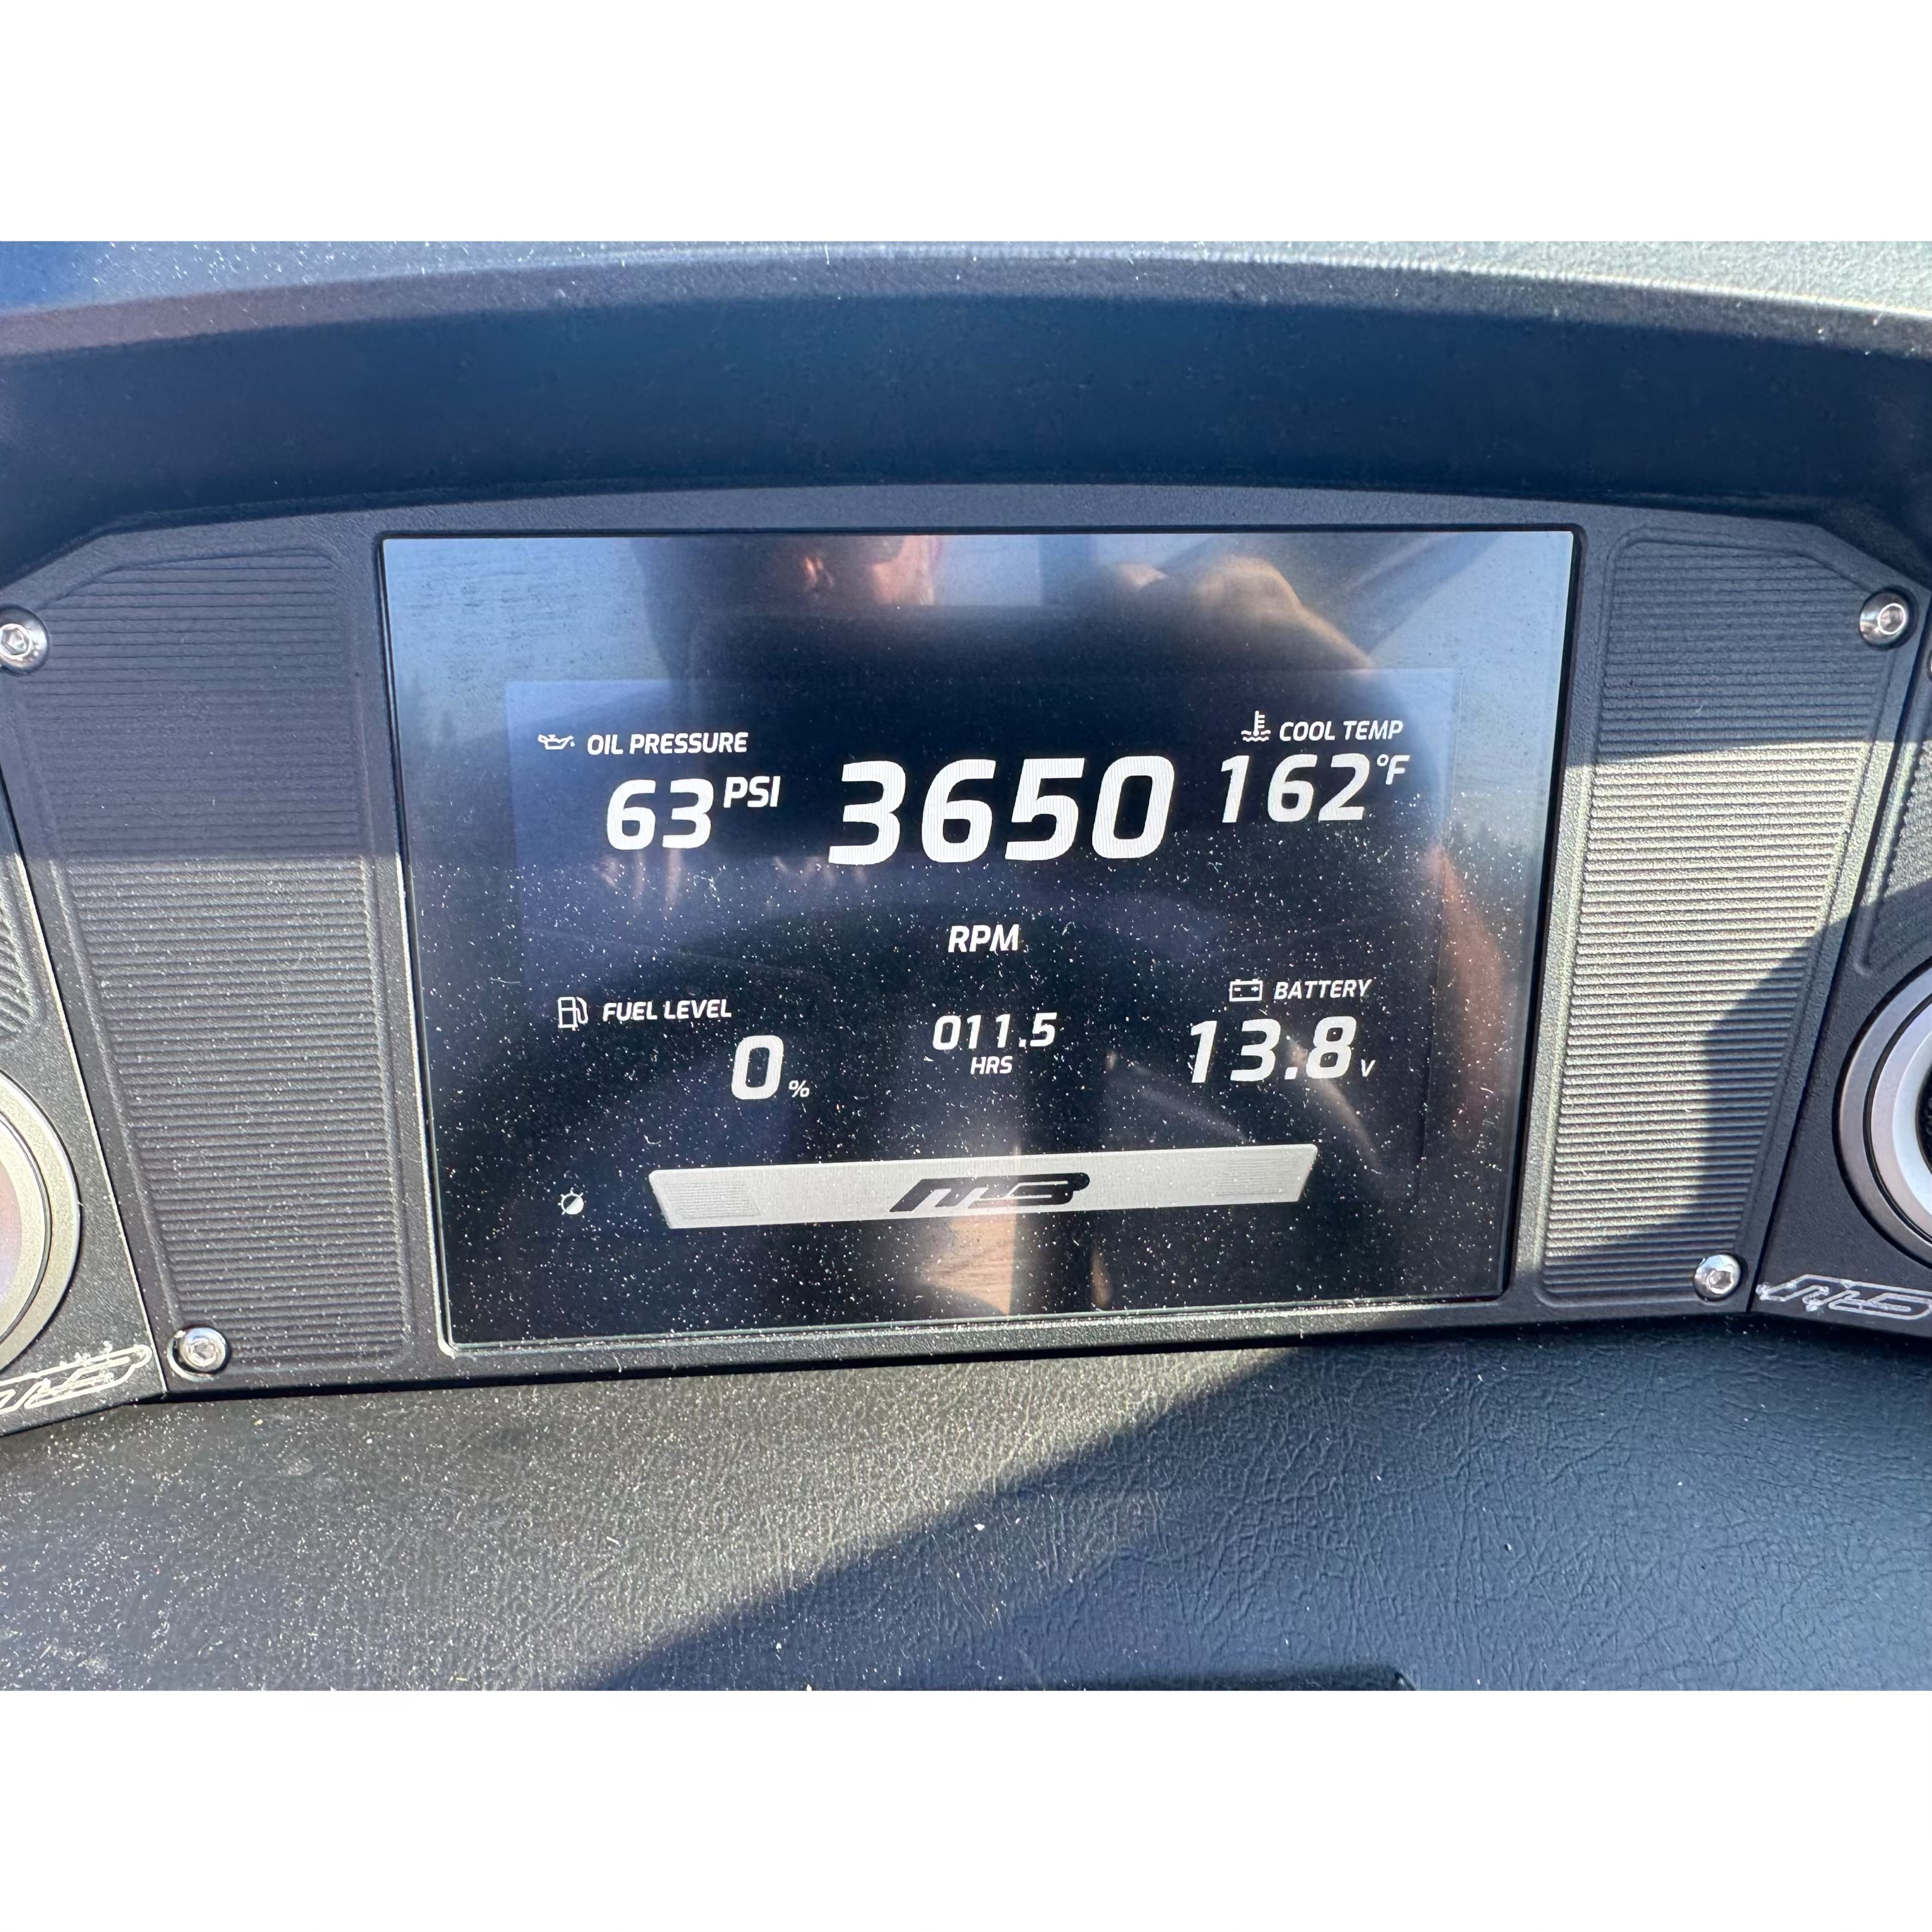 OIL PRESSURE
63 PSI
3650
RPM
COOL TEMP
162 °F
FUEL LEVEL
0 %
011.5
HRS
BATTERY
13.8 V